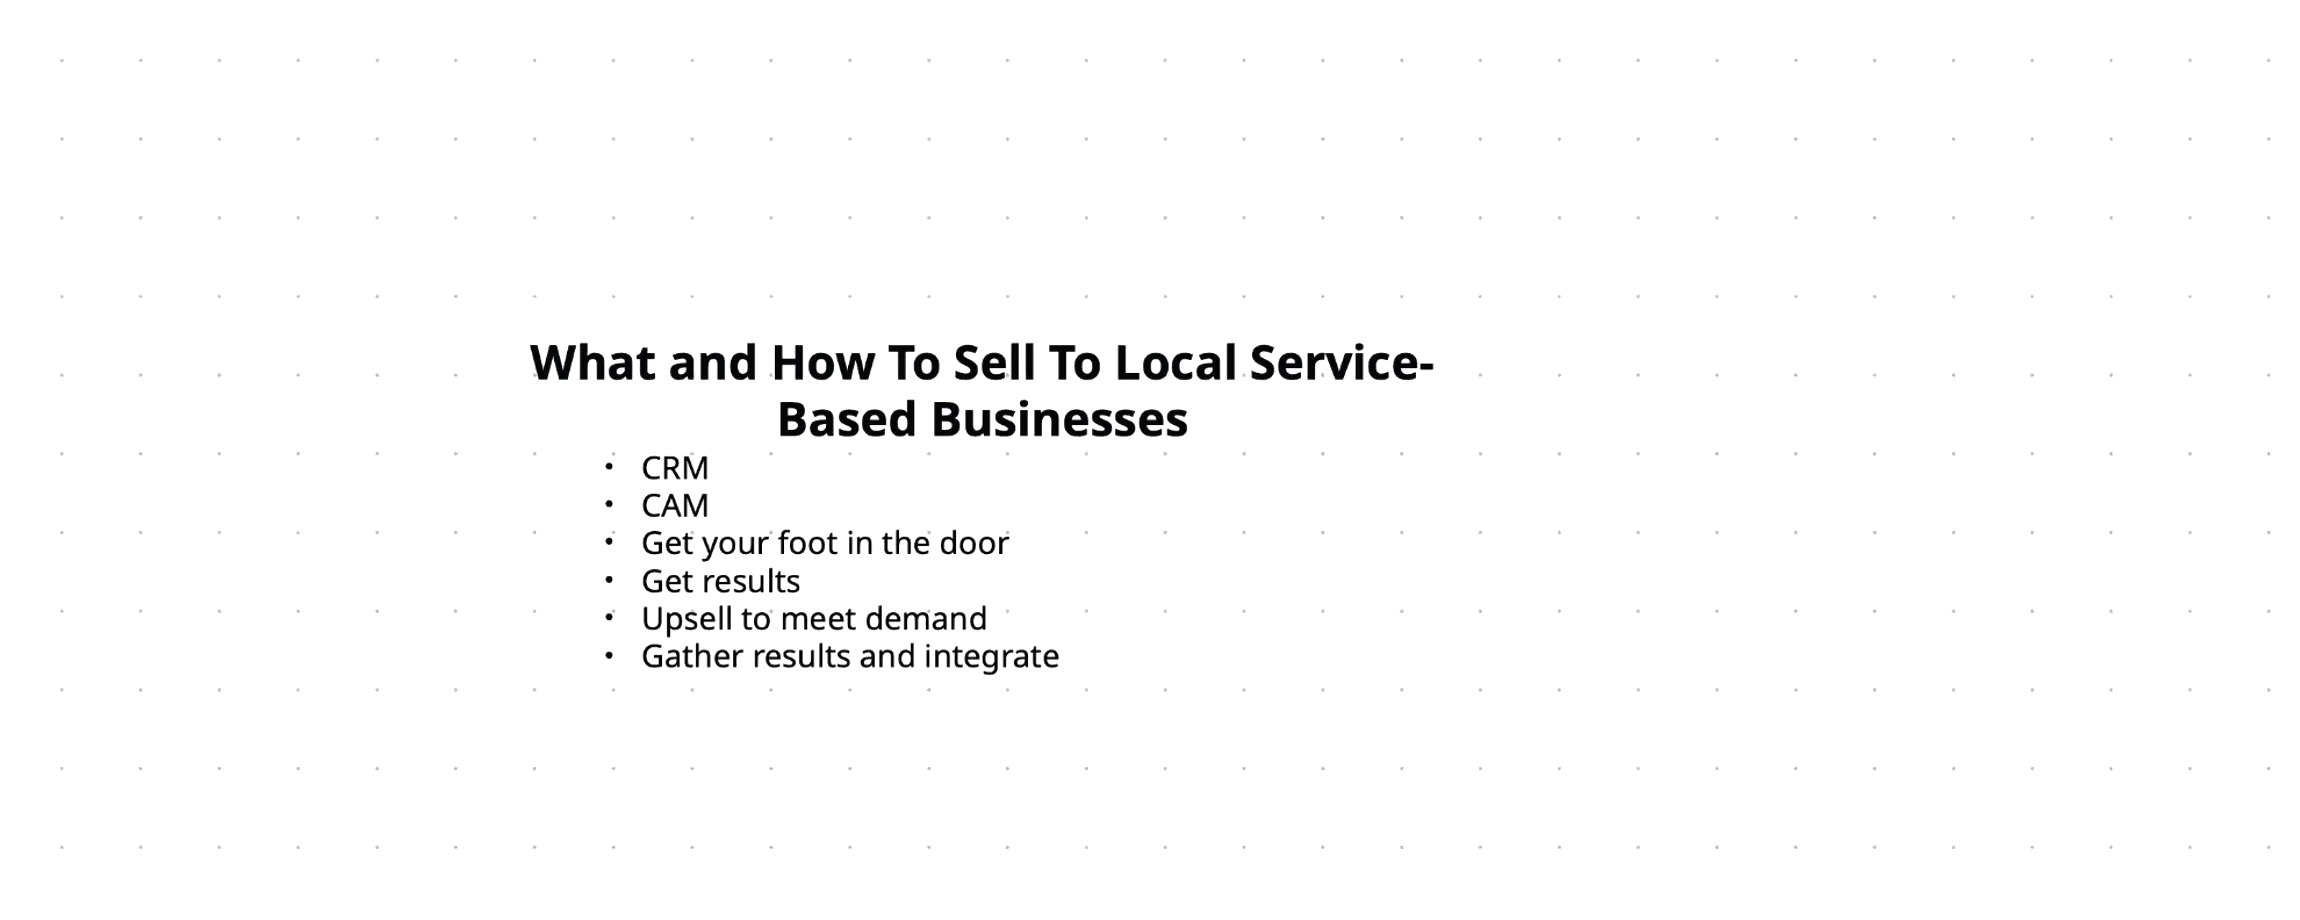 What and How To Sell To Local Service-
Based Businesses
• CRM
• CAM
• Get your foot in the door
• Get results
• Upsell to meet demand
• Gather results and integrate